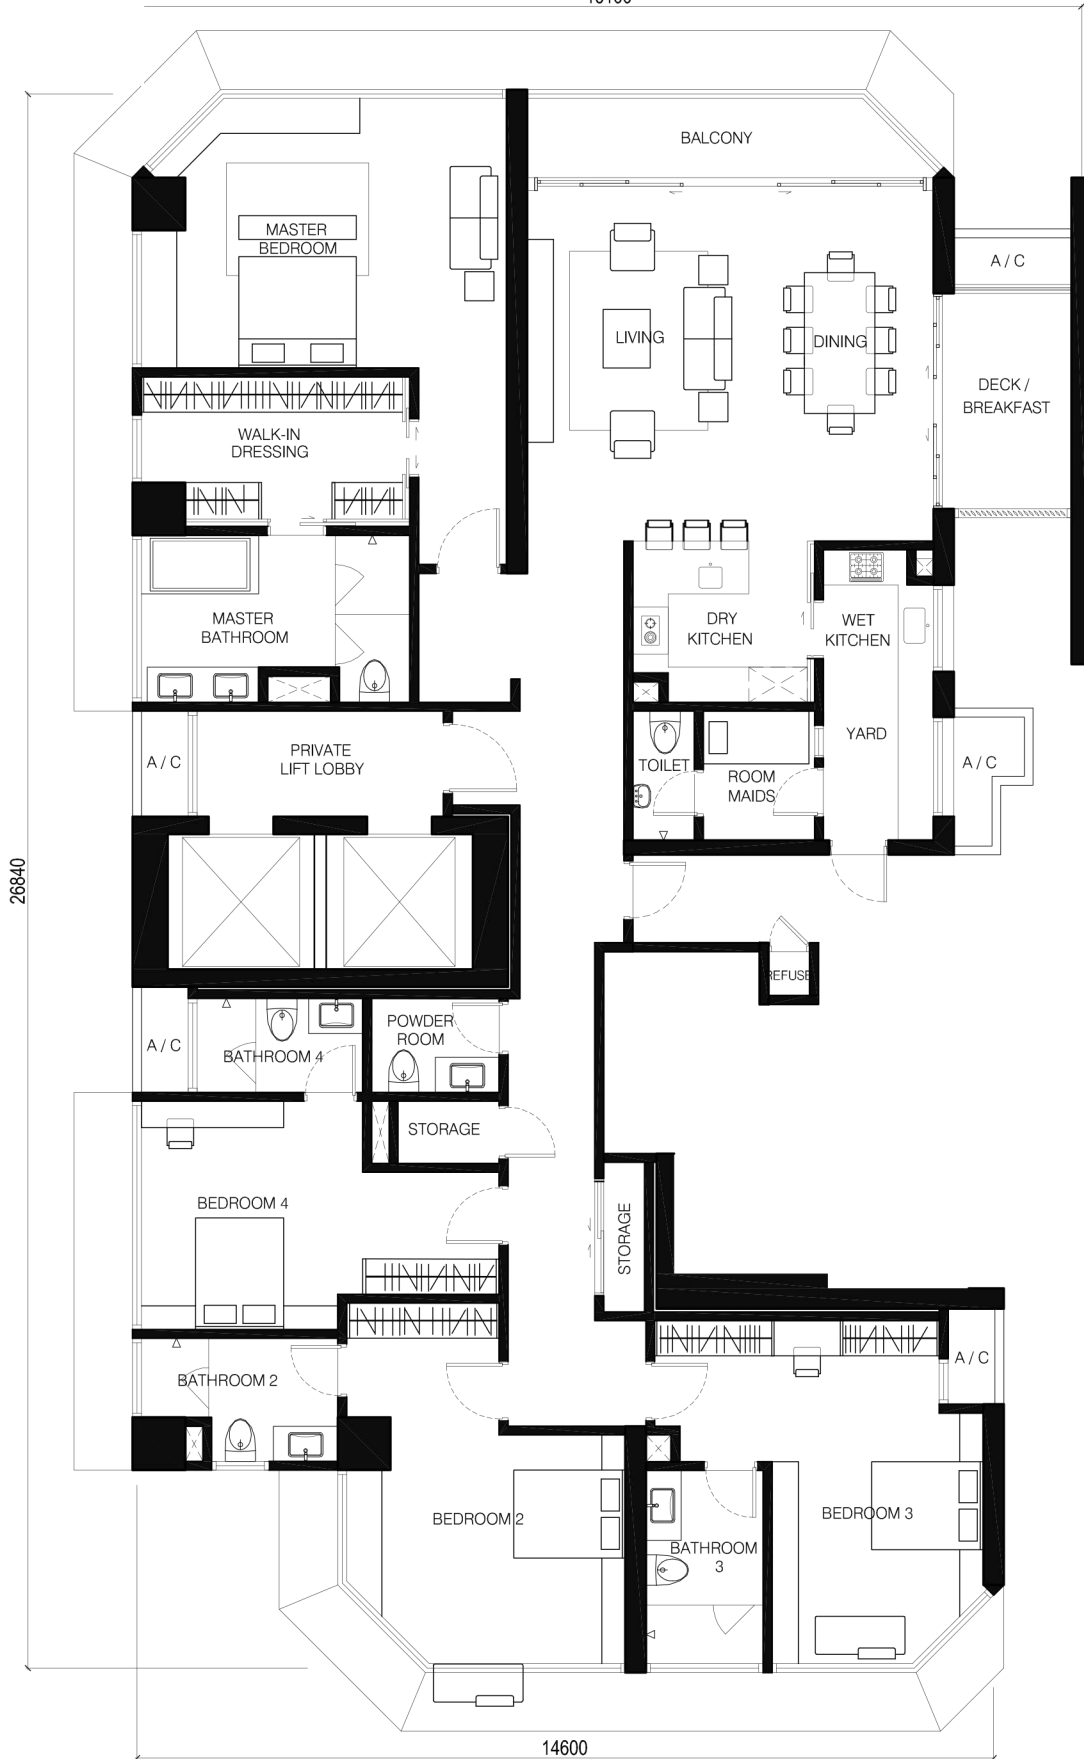 BALCONY
MASTER
BEDROOM
A / C
LIVING
DINING
DECK /
BREAKFAST
WALK-IN
DRESSING
MASTER
BATHROOM
DRY
KITCHEN
WET
KITCHEN
PRIVATE
LIFT LOBBY
A / C
TOILET
ROOM
MAIDS
YARD
A / C
26840
REFUSE
POWDER
ROOM
A / C
BATHROOM 4
STORAGE
BEDROOM 4
STORAGE
A / C
BATHROOM 2
BEDROOM 2
BEDROOM 3
BATHROOM
3
14600